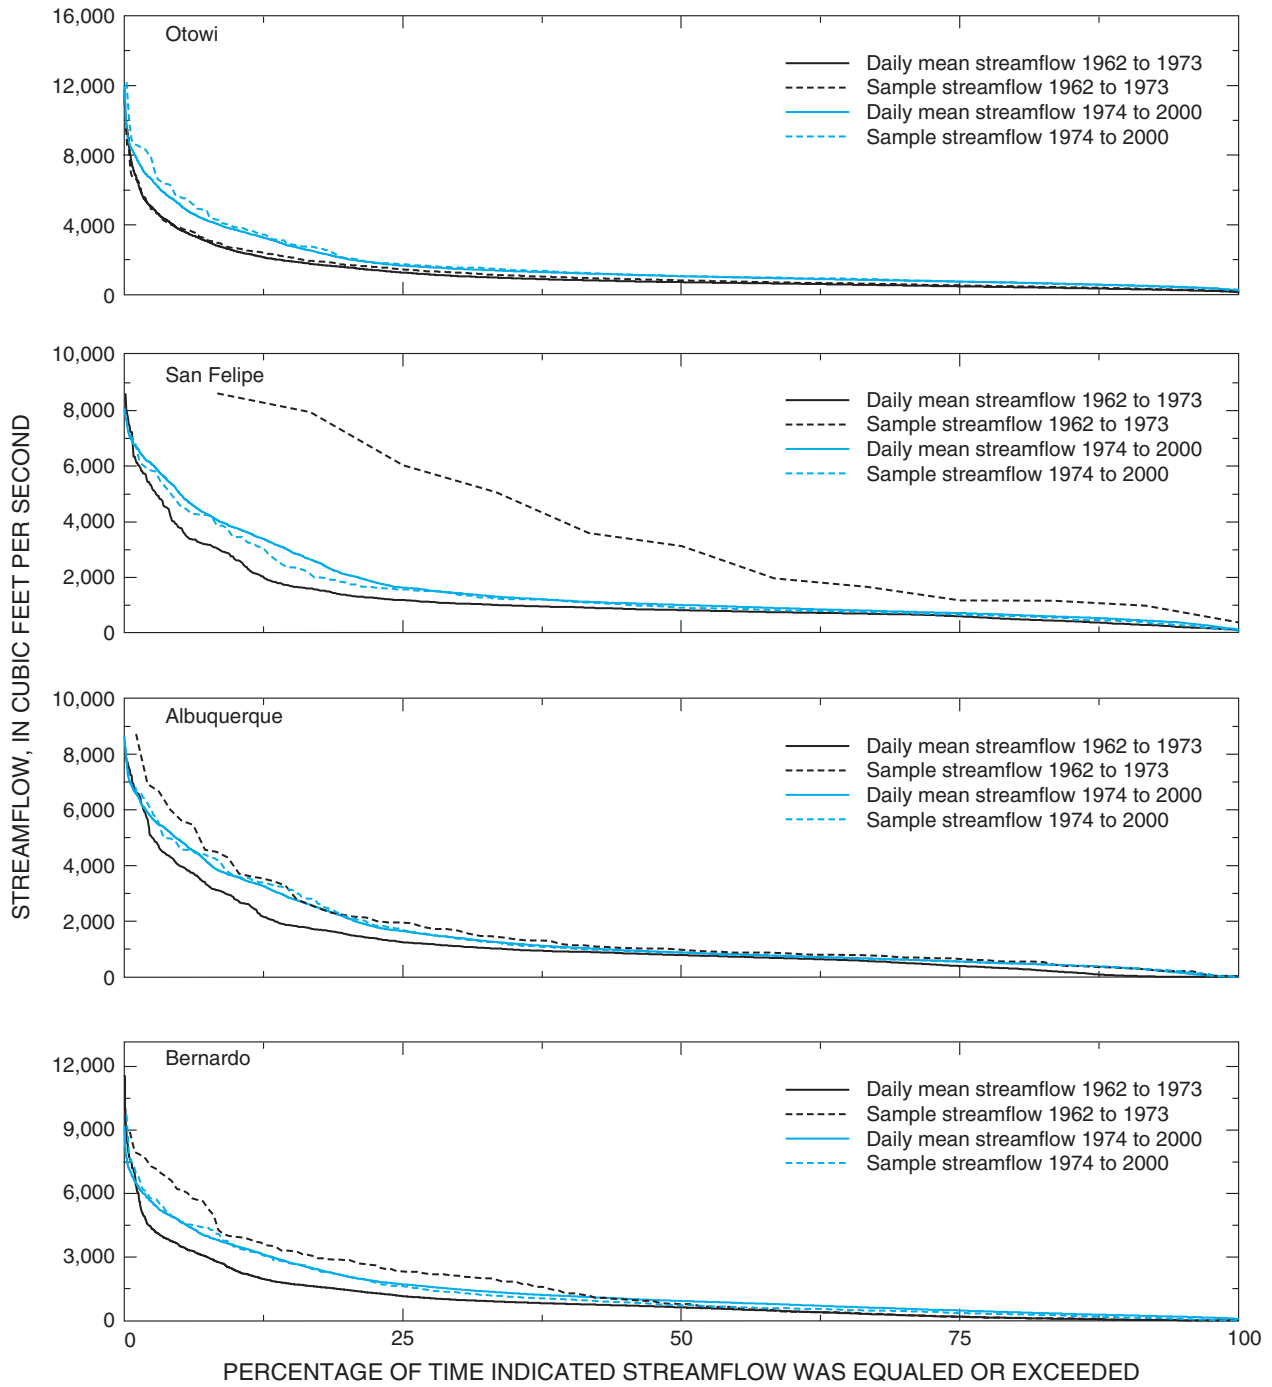 STREAMFLOW, IN CUBIC FEET PER SECOND
16,000
12,000
8,000
4,000
0
Otowi
Daily mean streamflow 1962 to 1973
Sample streamflow 1962 to 1973
Daily mean streamflow 1974 to 2000
Sample streamflow 1974 to 2000
10,000
8,000
6,000
4,000
2,000
0
San Felipe
Daily mean streamflow 1962 to 1973
Sample streamflow 1962 to 1973
Daily mean streamflow 1974 to 2000
Sample streamflow 1974 to 2000
10,000
8,000
6,000
4,000
2,000
0
Albuquerque
Daily mean streamflow 1962 to 1973
Sample streamflow 1962 to 1973
Daily mean streamflow 1974 to 2000
Sample streamflow 1974 to 2000
12,000
9,000
6,000
3,000
0
Bernardo
Daily mean streamflow 1962 to 1973
Sample streamflow 1962 to 1973
Daily mean streamflow 1974 to 2000
Sample streamflow 1974 to 2000
0 25 50 75 100
PERCENTAGE OF TIME INDICATED STREAMFLOW WAS EQUALED OR EXCEEDED